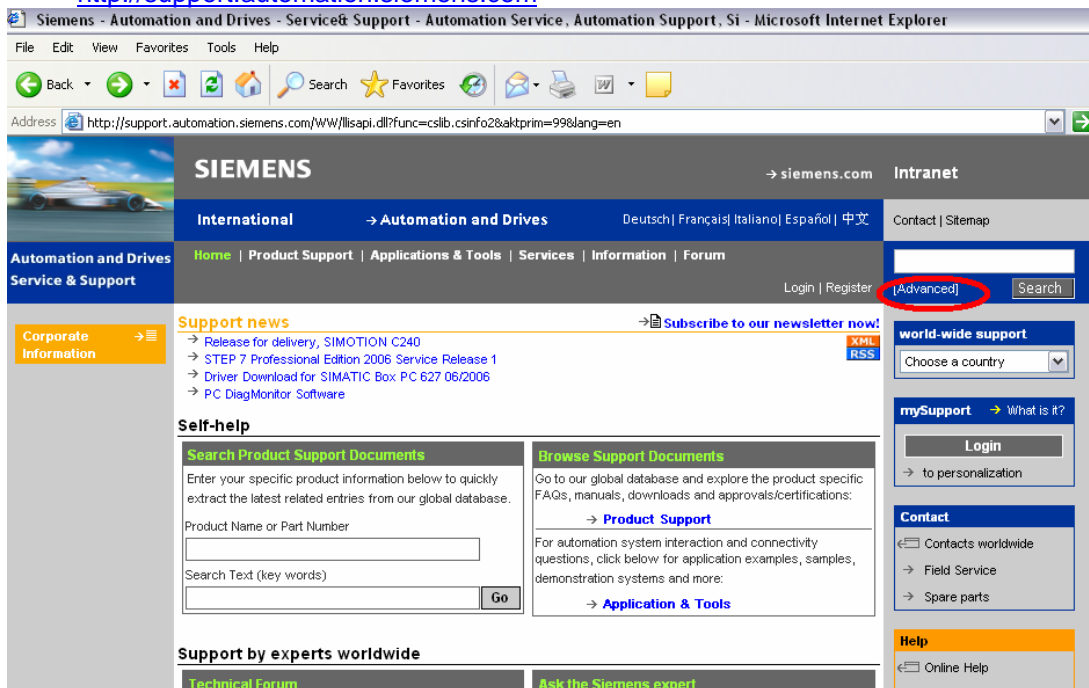 http://support.automation.siemens.com
Siemens - Automation and Drives - Service& Support - Automation Service, Automation Support, Si - Microsoft Internet Explorer
File Edit View Favorites Tools Help
Back Search Favorites
Address http://support.automation.siemens.com/WW/llisapi.dll?func=cslib.csinfo2&aktprim=99&lang=en
SIEMENS
→ siemens.com
Intranet
International → Automation and Drives Deutsch| Français| Italiano| Español| 中文
Contact | Sitemap
Automation and Drives
Service & Support
Home | Product Support | Applications & Tools | Services | Information | Forum
Login | Register
[Advanced] Search
Corporate
Information
Support news
→ Subscribe to our newsletter now!
→ Release for delivery, SIMOTION C240
→ STEP 7 Professional Edition 2006 Service Release 1
→ Driver Download for SIMATIC Box PC 627 06/2006
→ PC DiagMonitor Software
XML
RSS
Self-help
Search Product Support Documents
Enter your specific product information below to quickly
extract the latest related entries from our global database.
Product Name or Part Number
Search Text (key words)
Go
Browse Support Documents
Go to our global database and explore the product specific
FAQs, manuals, downloads and approvals/certifications:
→ Product Support
For automation system interaction and connectivity
questions, click below for application examples, samples,
demonstration systems and more:
→ Application & Tools
Support by experts worldwide
Technical Forum
Ask the Siemens expert
world-wide support
Choose a country
mySupport → What is it?
Login
→ to personalization
Contact
Contacts worldwide
→ Field Service
→ Spare parts
Help
Online Help